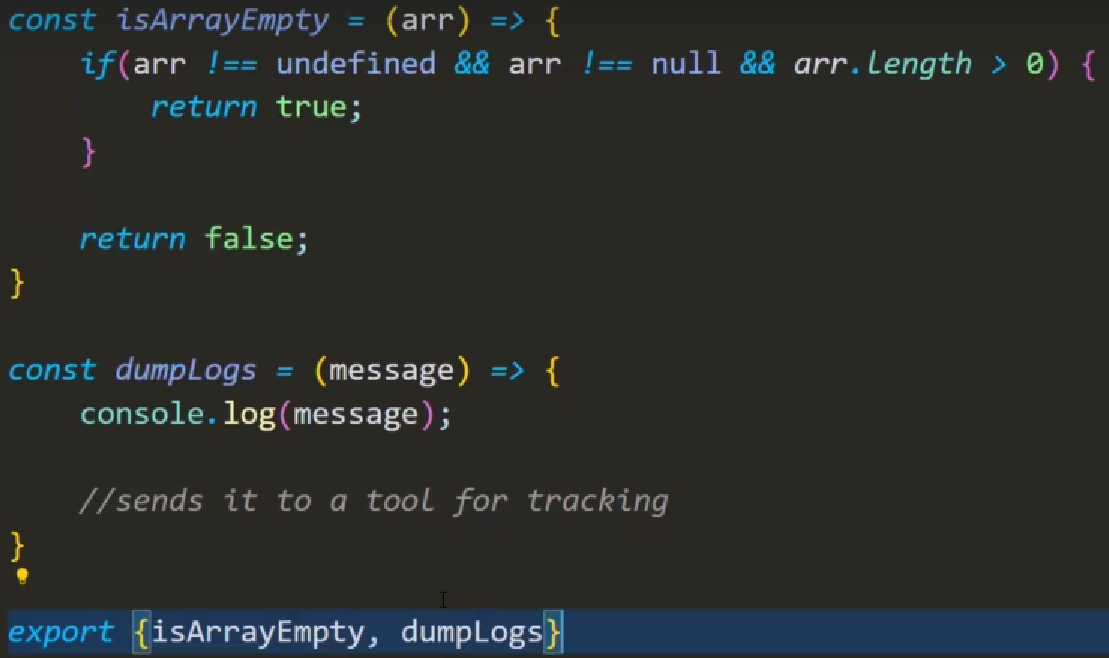 const isArrayEmpty = (arr) => {
    if(arr !== undefined && arr !== null && arr.length > 0) {
        return true;
    }
    return false;
}
const dumpLogs = (message) => {
    console.log(message);
    //sends it to a tool for tracking
}
export {isArrayEmpty, dumpLogs}